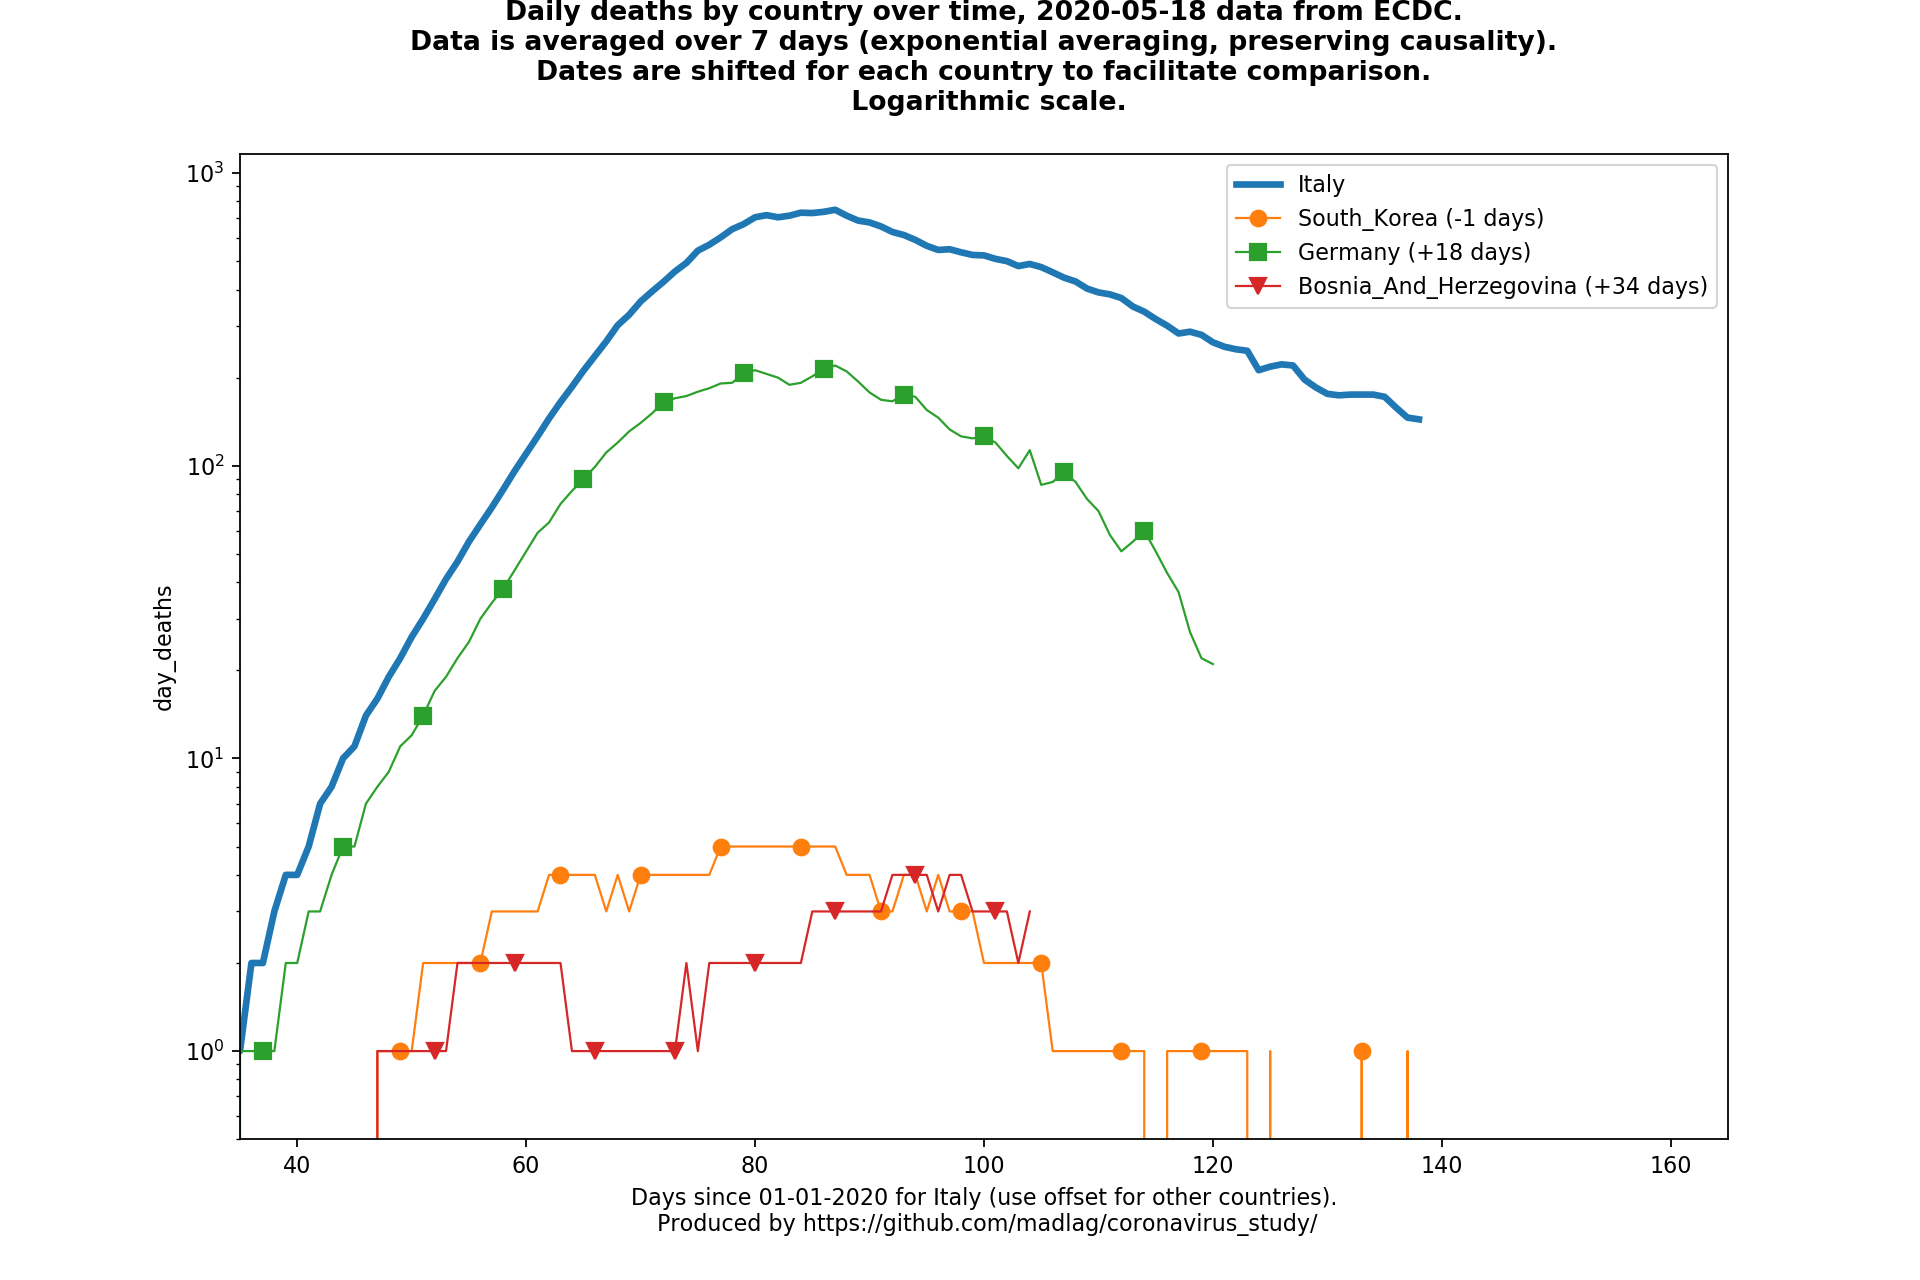 Daily deaths by country over time, 2020-05-18 data from ECDC.
Data is averaged over 7 days (exponential averaging, preserving causality).
Dates are shifted for each country to facilitate comparison.
Logarithmic scale.
10³
10²
10¹
10⁰
day_deaths
Italy
South_Korea (-1 days)
Germany (+18 days)
Bosnia_And_Herzegovina (+34 days)
40 60 80 100 120 140 160
Days since 01-01-2020 for Italy (use offset for other countries).
Produced by https://github.com/madlag/coronavirus_study/